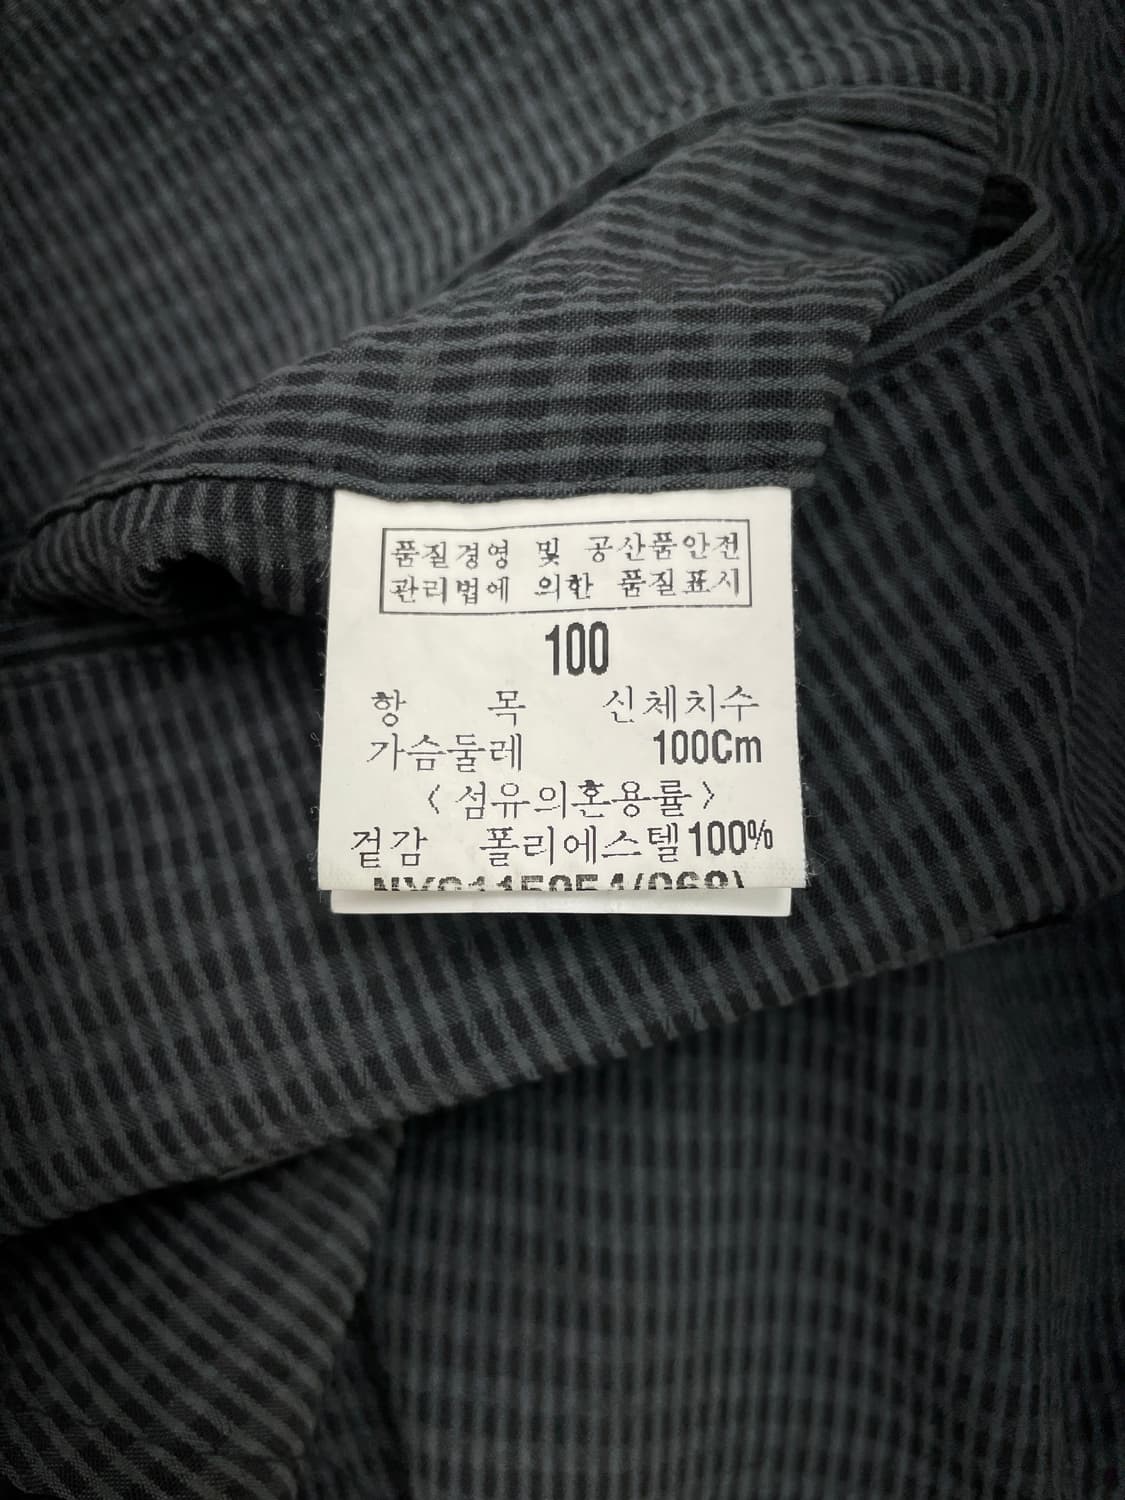 품질경영 및 공산품안전
관리법에 의한 품질표시
100
항 목 신체치수
가슴둘레 100Cm
〈섬유의혼용률〉
겉감 폴리에스텔100%